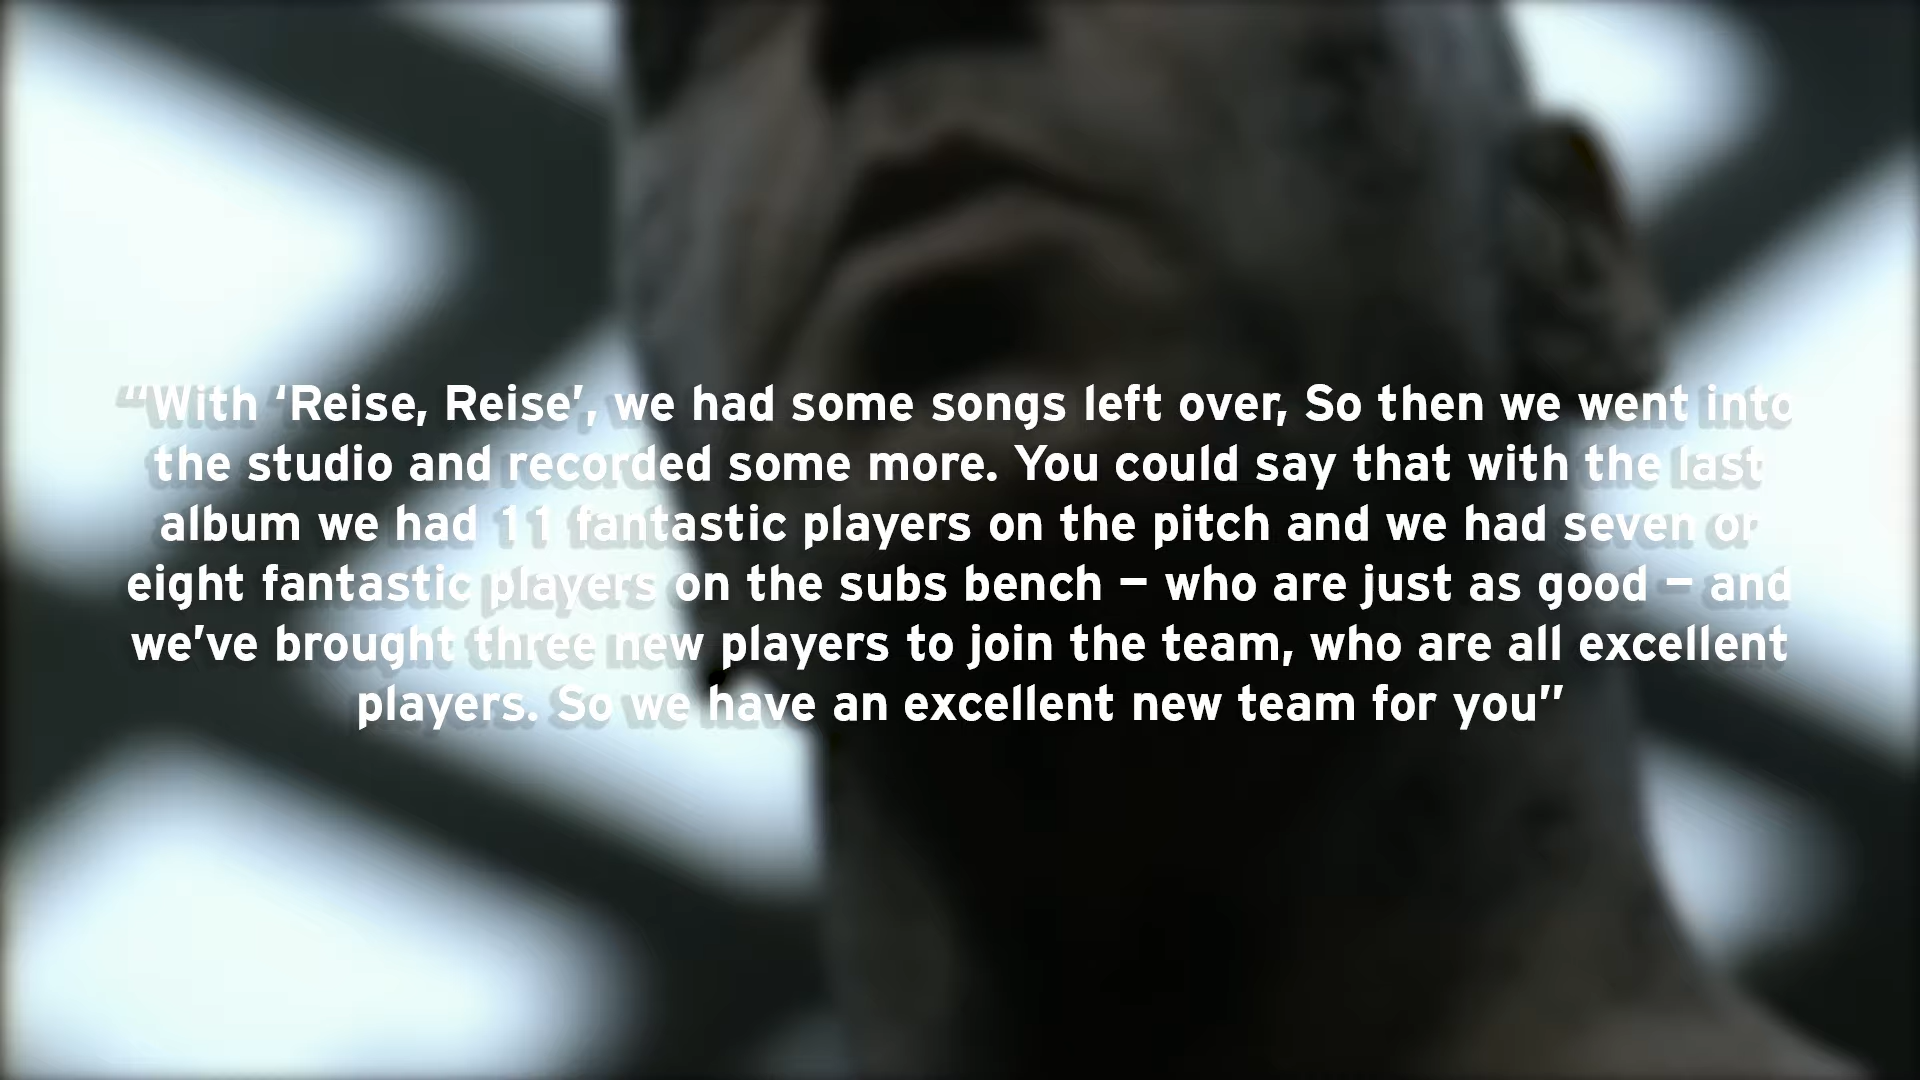 “With ‘Reise, Reise’, we had some songs left over, So then we went into
the studio and recorded some more. You could say that with the last
album we had 11 fantastic players on the pitch and we had seven or
eight fantastic players on the subs bench – who are just as good – and
we’ve brought three new players to join the team, who are all excellent
players. So we have an excellent new team for you”